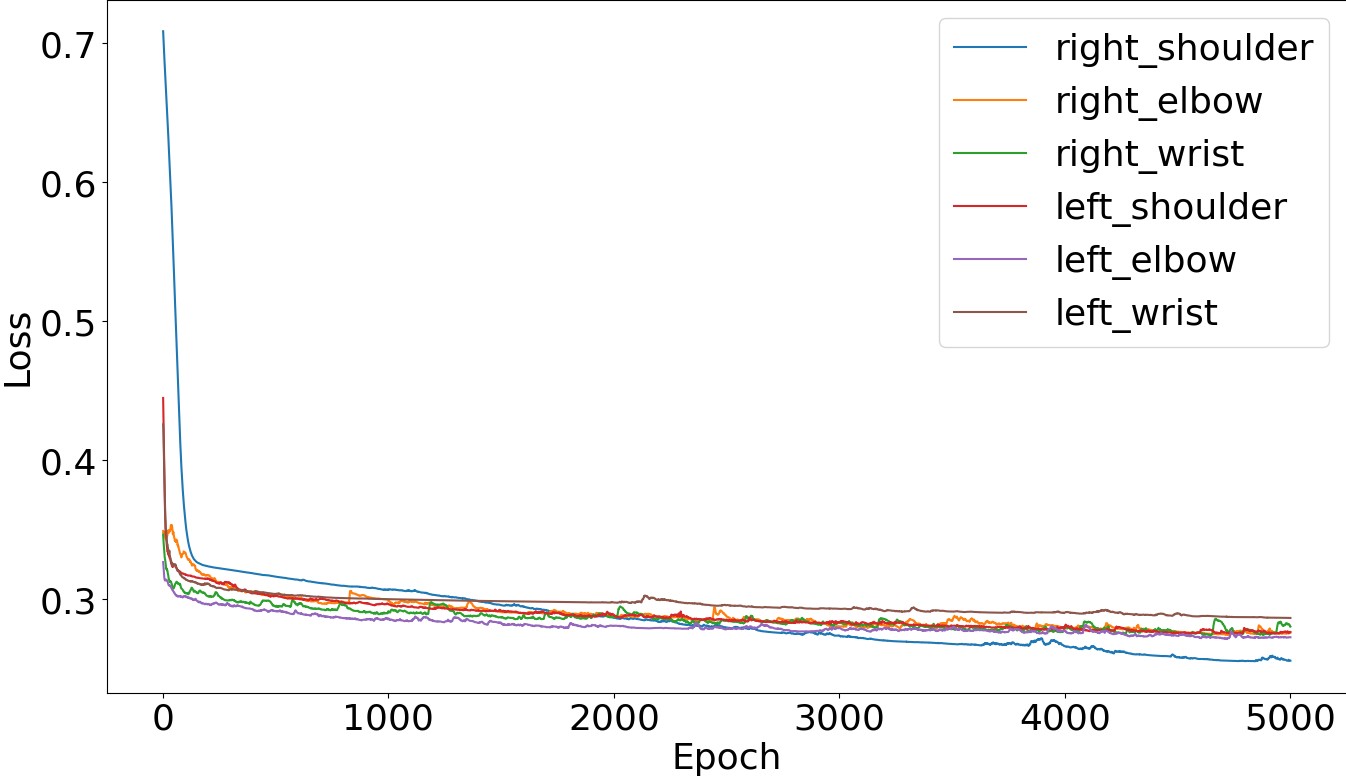 Loss
0.7
0.6
0.5
0.4
0.3
right_shoulder
right_elbow
right_wrist
left_shoulder
left_elbow
left_wrist
0 1000 2000 3000 4000 5000
Epoch